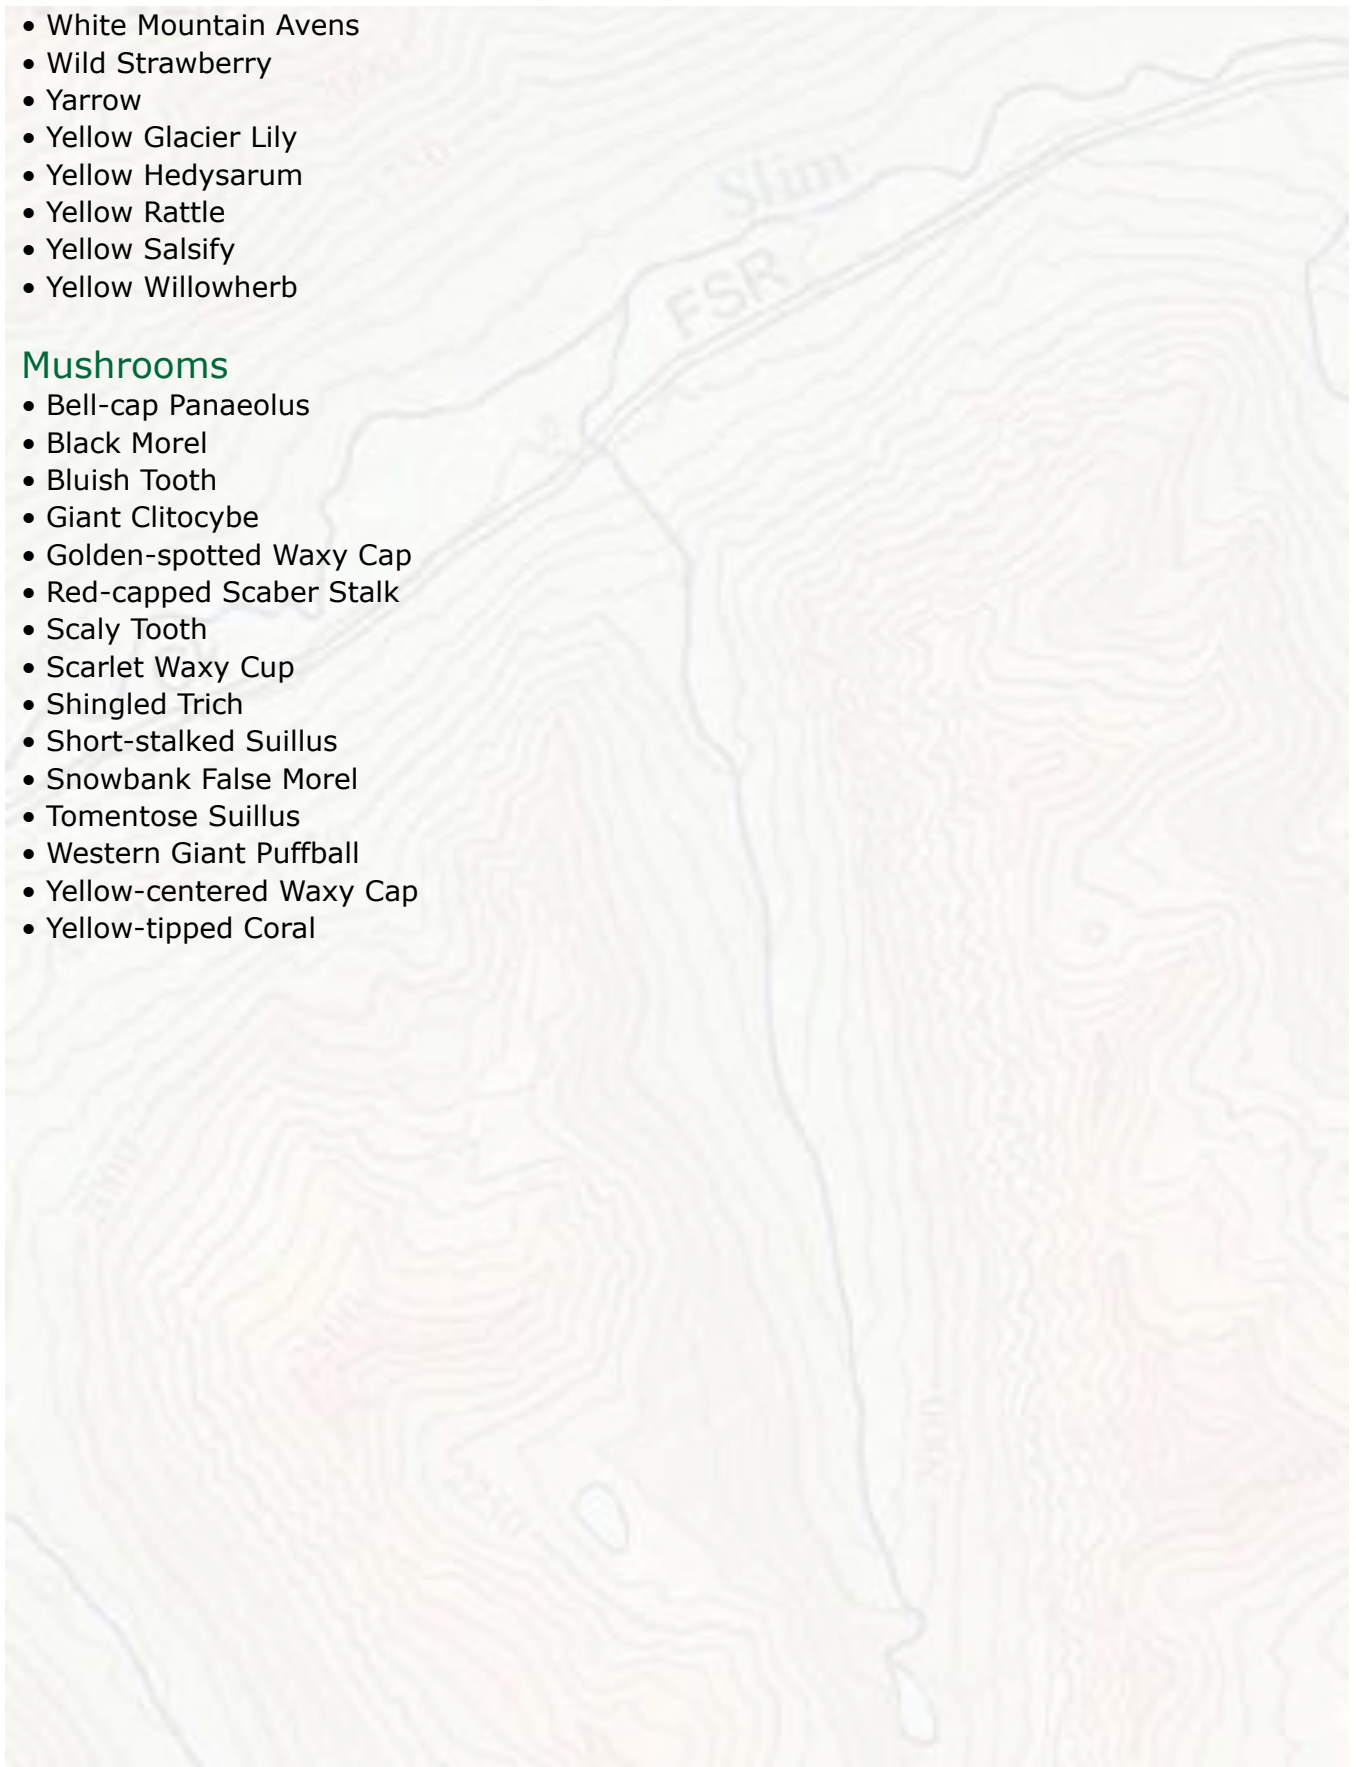 • White Mountain Avens
• Wild Strawberry
• Yarrow
• Yellow Glacier Lily
• Yellow Hedysarum
• Yellow Rattle
• Yellow Salsify
• Yellow Willowherb
Mushrooms
• Bell-cap Panaeolus
• Black Morel
• Bluish Tooth
• Giant Clitocybe
• Golden-spotted Waxy Cap
• Red-capped Scaber Stalk
• Scaly Tooth
• Scarlet Waxy Cup
• Shingled Trich
• Short-stalked Suillus
• Snowbank False Morel
• Tomentose Suillus
• Western Giant Puffball
• Yellow-centered Waxy Cap
• Yellow-tipped Coral
Slim
FSR